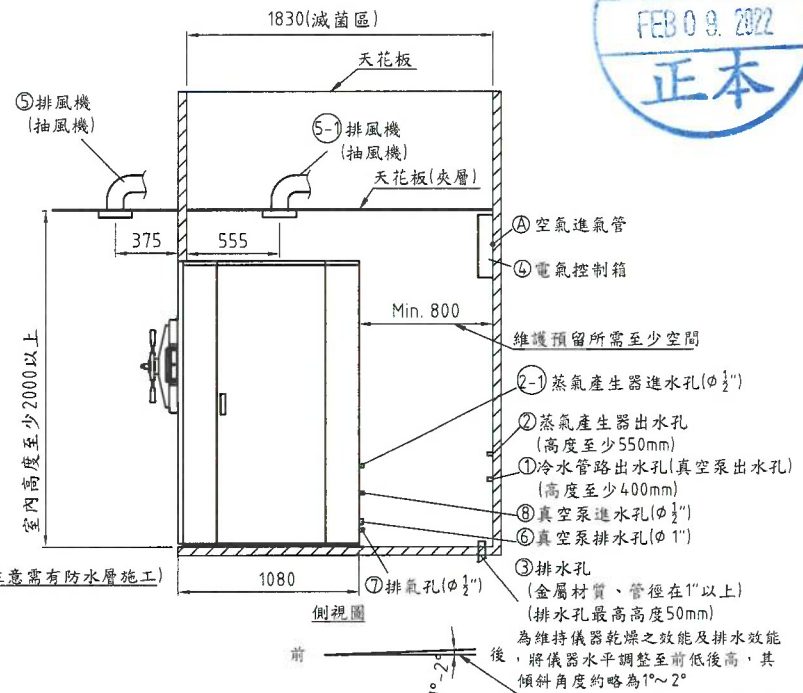 1830(滅菌區)
FEB 09. 2022
正本
天花板
⑤排風機
(抽風機)
5-1 排風機
(抽風機)
天花板(夾層)
375
555
Ⓐ 空氣進氣管
④ 電氣控制箱
Min. 800
維護預留所需至少空間
室內高度至少2000以上
2-1 蒸氣產生器進水孔(Φ½")
②蒸氣產生器出水孔
(高度至少550mm)
①冷水管路出水孔(真空泵出水孔)
(高度至少400mm)
⑧真空泵進水孔(Φ½")
⑥真空泵排水孔(Φ1")
意需有防水層施工)
1080
⑦排氣孔(Φ½")
③排水孔
(金屬材質、管徑在1"以上)
(排水孔最高高度50mm)
側視圖
前
後
1°-2°
為維持儀器乾燥之效能及排水效能
，將儀器水平調整至前低後高，其
傾斜角度約略為1°～2°